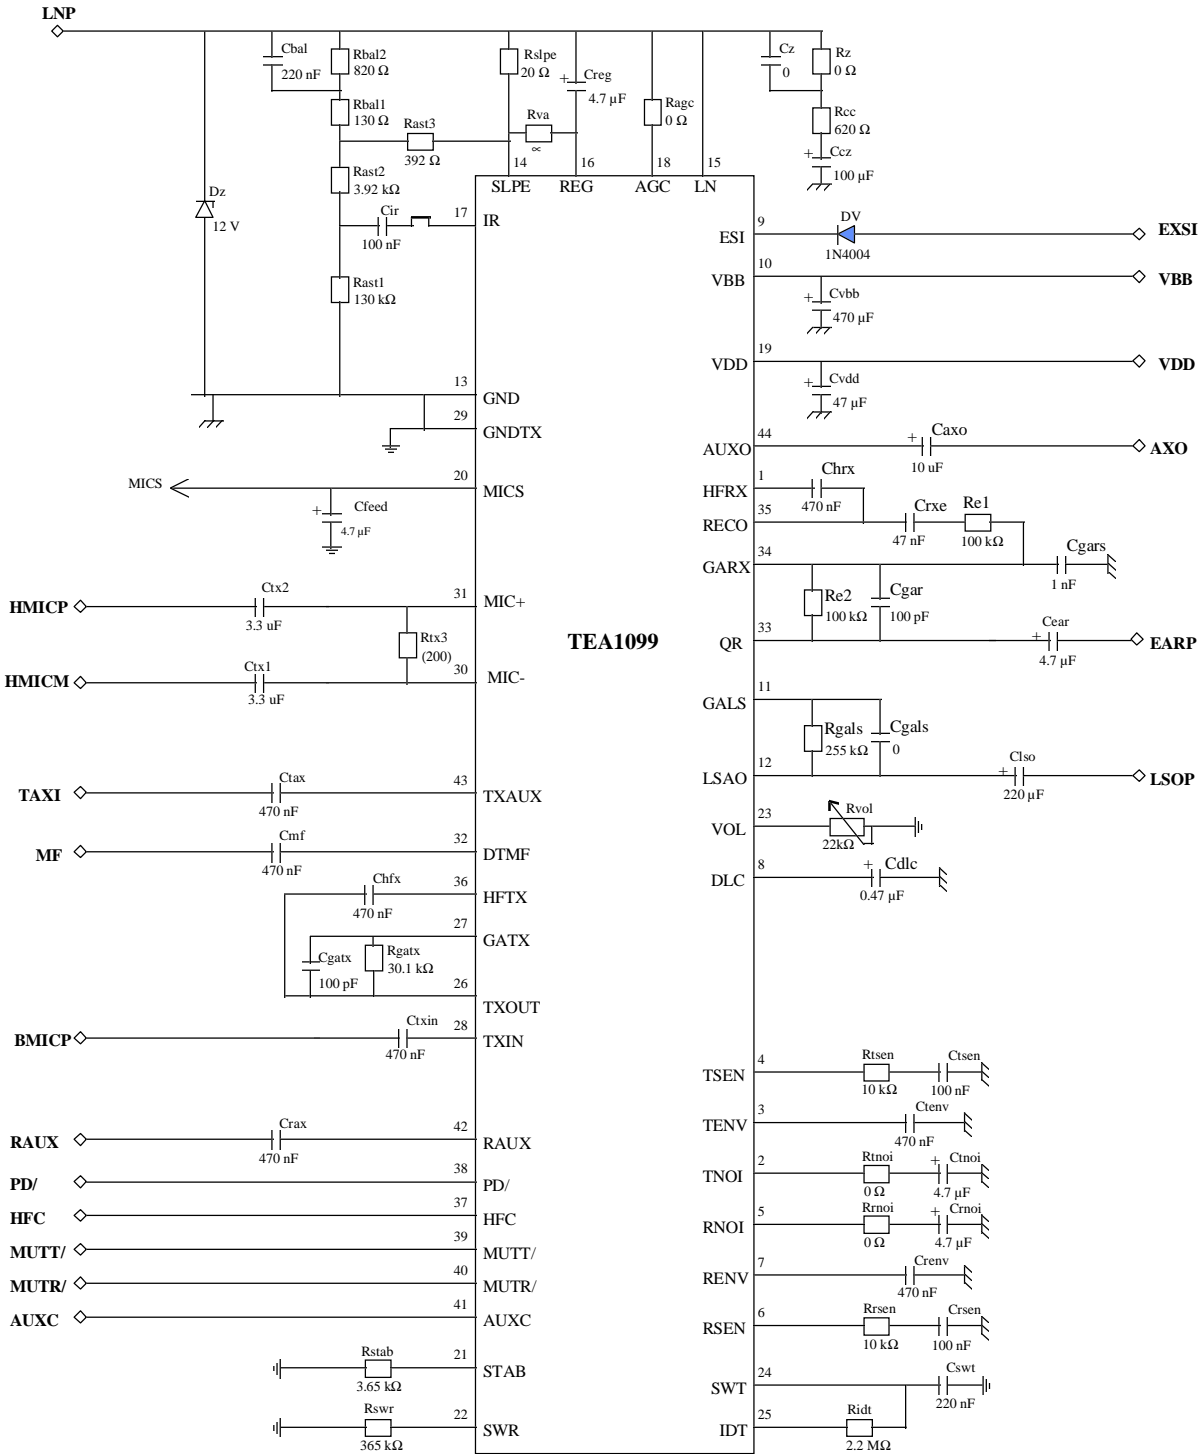 LNP
Cbal
220 nF
Rbal2
820 Ω
Rslpe
20 Ω
+
Creg
4.7 µF
Cz
0
Rz
0 Ω
Rbal1
130 Ω
Rast3
392 Ω
Rva
∝
Ragc
0 Ω
Rcc
620 Ω
+
Ccz
100 µF
14
16
18
15
SLPE
REG
AGC
LN
Rast2
3.92 kΩ
Dz
12 V
Cir
100 nF
17
IR
Rast1
130 kΩ
ESI
9
DV
1N4004
EXSI
VBB
10
+
Cvbb
470 µF
VBB
VDD
19
+
Cvdd
47 µF
VDD
13
GND
29
GNDTX
AUXO
44
+
Caxo
10 uF
AXO
MICS
20
MICS
+
Cfeed
4.7 µF
HFRX
1
Chrx
470 nF
RECO
35
Crxe
47 nF
Re1
100 kΩ
GARX
34
Cgars
1 nF
Re2
100 kΩ
Cgar
100 pF
QR
33
+
Cear
4.7 µF
EARP
HMICP
Ctx2
3.3 uF
31
MIC+
Rtx3
(200)
HMICM
Ctx1
3.3 uF
30
MIC-
TEA1099
GALS
11
Rgals
255 kΩ
Cgals
0
LSAO
12
+
Clso
220 µF
LSOP
TAXI
Ctax
470 nF
43
TXAUX
VOL
23
Rvol
22kΩ
MF
Cmf
470 nF
32
DTMF
DLC
8
+
Cdlc
0.47 µF
Chfx
470 nF
36
HFTX
27
GATX
Cgatx
100 pF
Rgatx
30.1 kΩ
26
TXOUT
BMICP
Ctxin
470 nF
28
TXIN
TSEN
4
Rtsen
10 kΩ
Ctsen
100 nF
TENV
3
Ctenv
470 nF
RAUX
Crax
470 nF
42
RAUX
TNOI
2
Rtnoi
0 Ω
+
Ctnoi
4.7 µF
PD/
38
PD/
HFC
37
HFC
RNOI
5
Rrnoi
0 Ω
+
Crnoi
4.7 µF
MUTT/
39
MUTT/
RENV
7
Crenv
470 nF
MUTR/
40
MUTR/
AUXC
41
AUXC
RSEN
6
Rrsen
10 kΩ
Crsen
100 nF
Rstab
3.65 kΩ
21
STAB
SWT
24
Cswt
220 nF
Rswr
365 kΩ
22
SWR
IDT
25
Ridt
2.2 MΩ